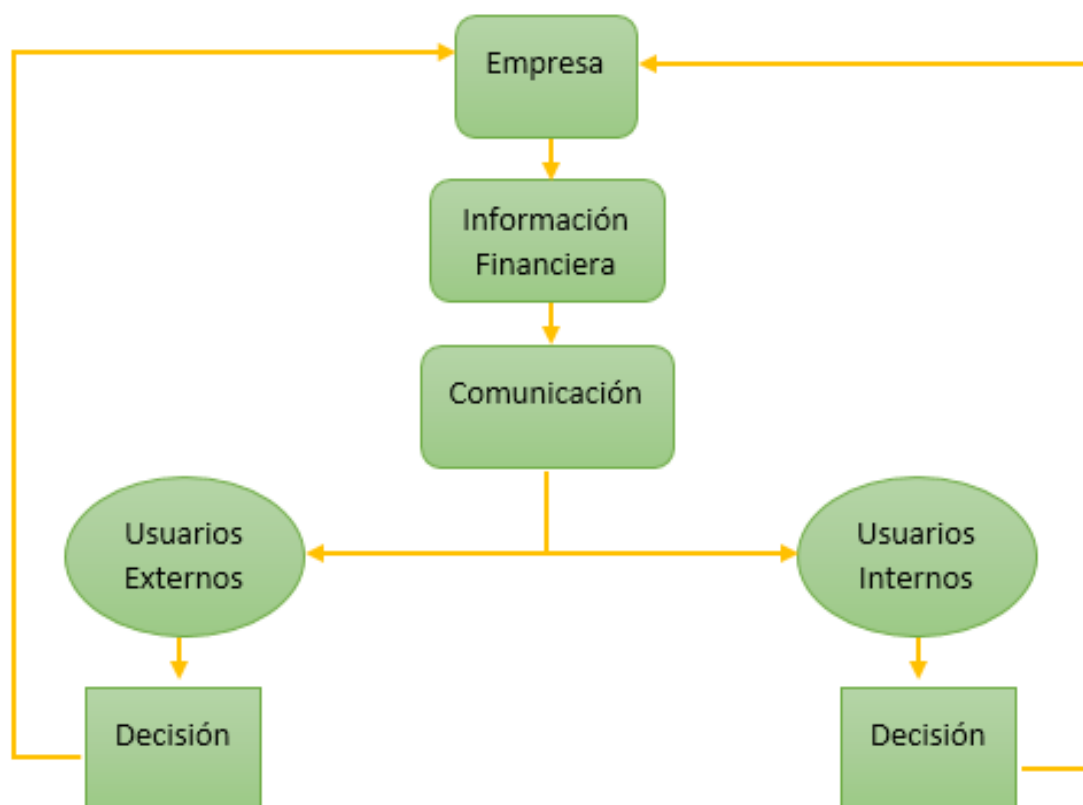 Empresa
Información
Financiera
Comunicación
Usuarios
Externos
Usuarios
Internos
Decisión
Decisión